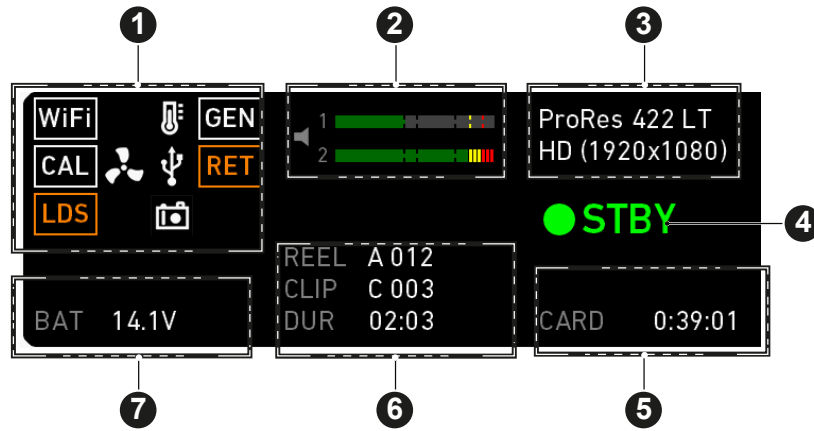 1 2 3
WiFi GEN
CAL RET
LDS
1
2
ProRes 422 LT
HD (1920x1080)
STBY 4
REEL A 012
CLIP C 003
DUR 02:03
BAT 14.1V
CARD 0:39:01
7 6 5